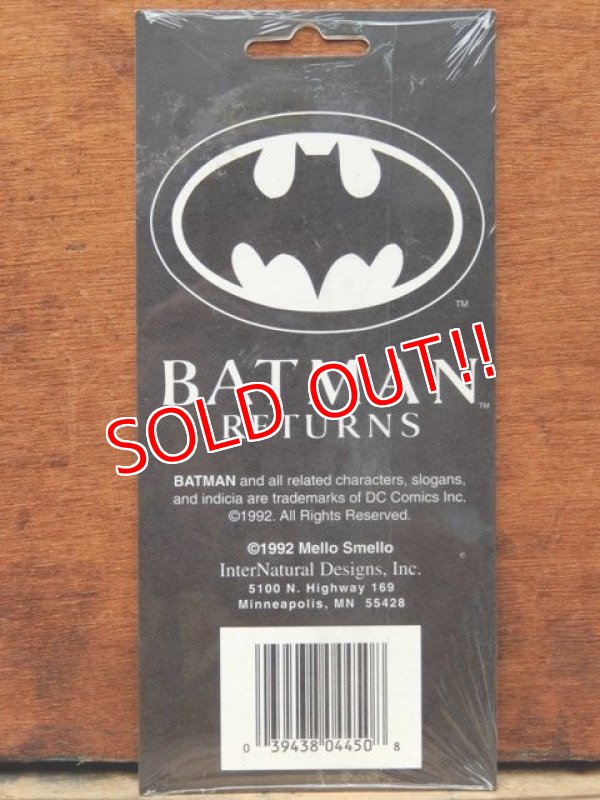 TM
BATMAN TM
RETURNS
SOLD OUT!!
BATMAN and all related characters, slogans,
and indicia are trademarks of DC Comics Inc.
©1992. All Rights Reserved.
©1992 Mello Smello
InterNatural Designs, Inc.
5100 N. Highway 169
Minneapolis, MN 55428
0 39438 04450 8